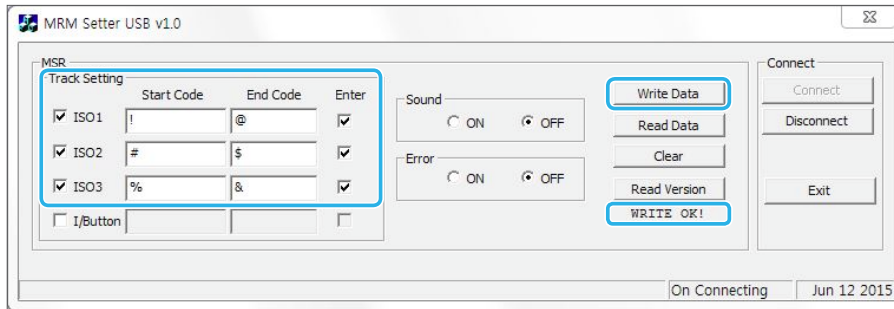 MRM Setter USB v1.0
MSR
Track Setting
Start Code End Code Enter
ISO1 ! @
ISO2 # $
ISO3 % &
I/Button
Sound
ON OFF
Error
ON OFF
Write Data
Read Data
Clear
Read Version
WRITE OK!
Connect
Connect
Disconnect
Exit
On Connecting Jun 12 2015